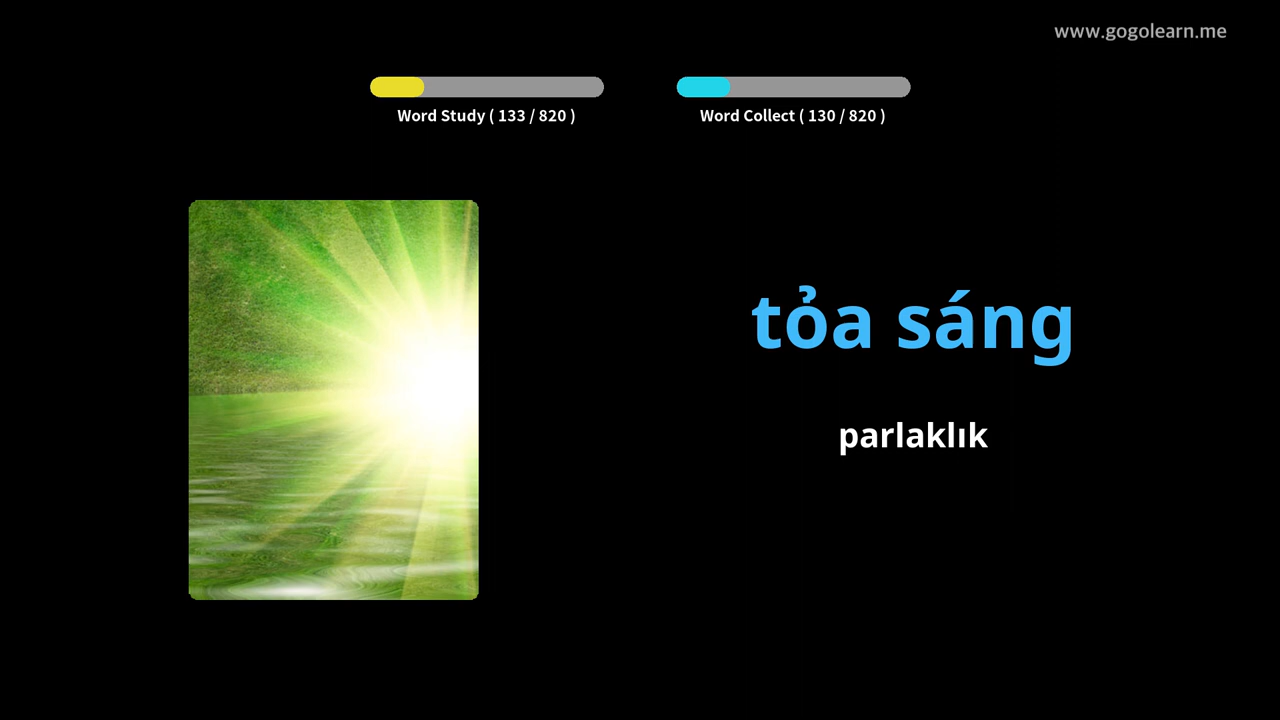 www.gogolearn.me
Word Study ( 133 / 820 )
Word Collect ( 130 / 820 )
tỏa sáng
parlaklık